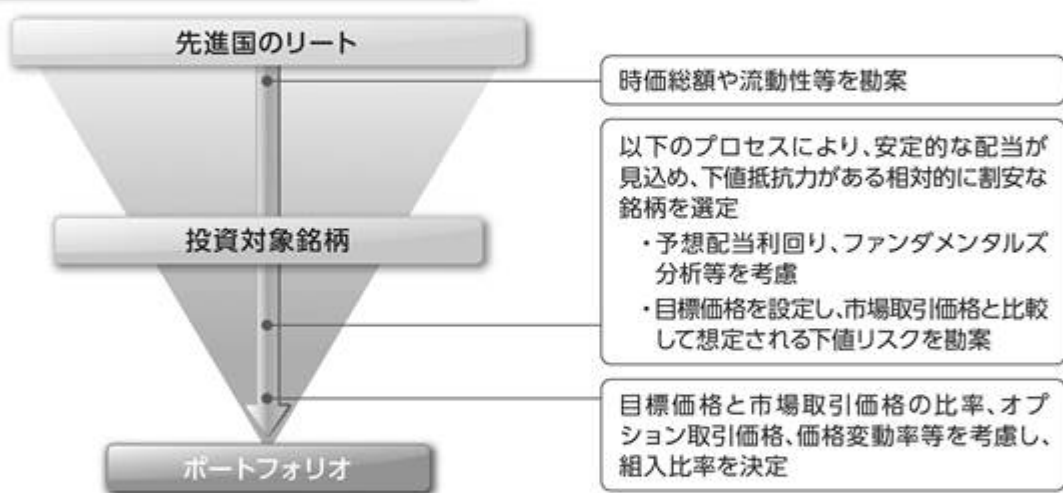 先進国のリート
時価総額や流動性等を勘案
以下のプロセスにより、安定的な配当が
見込め、下値抵抗力がある相対的に割安な
銘柄を選定
・予想配当利回り、ファンダメンタルズ
分析等を考慮
・目標価格を設定し、市場取引価格と比較
して想定される下値リスクを勘案
投資対象銘柄
目標価格と市場取引価格の比率、オプ
ション取引価格、価格変動率等を考慮し、
組入比率を決定
ポートフォリオ